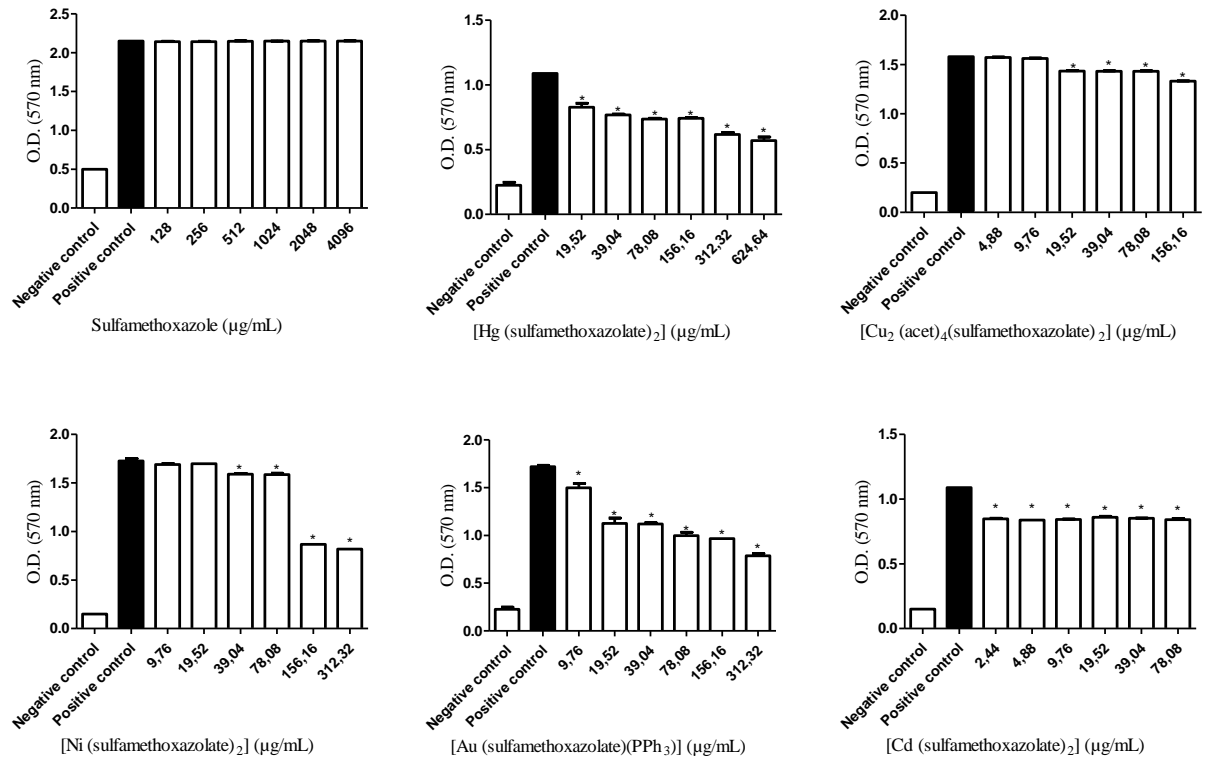 2.5
2.0
1.5
1.0
0.5
0.0
O.D. (570 nm)
Negative control
Positive control
128
256
512
1024
2048
4096
Sulfamethoxazole (µg/mL)
1.5
1.0
0.5
0.0
O.D. (570 nm)
* * * * * *
Negative control
Positive control
19,52
39,04
78,08
156,16
312,32
624,64
[Hg (sulfamethoxazolate)2] (µg/mL)
2.0
1.5
1.0
0.5
0.0
O.D. (570 nm)
* * * *
Negative control
Positive control
4,88
9,76
19,52
39,04
78,08
156,16
[Cu2 (acet)4(sulfamethoxazolate) 2] (µg/mL)
2.0
1.5
1.0
0.5
0.0
O.D. (570 nm)
* * * *
Negative control
Positive control
9,76
19,52
39,04
78,08
156,16
312,32
[Ni (sulfamethoxazolate)2] (µg/mL)
2.0
1.5
1.0
0.5
0.0
O.D. (570 nm)
* * * * * *
Negative control
Positive control
9,76
19,52
39,04
78,08
156,16
312,32
[Au (sulfamethoxazolate)(PPh3)] (µg/mL)
1.5
1.0
0.5
0.0
O.D. (570 nm)
* * * * * *
Negative control
Positive control
2,44
4,88
9,76
19,52
39,04
78,08
[Cd (sulfamethoxazolate)2] (µg/mL)